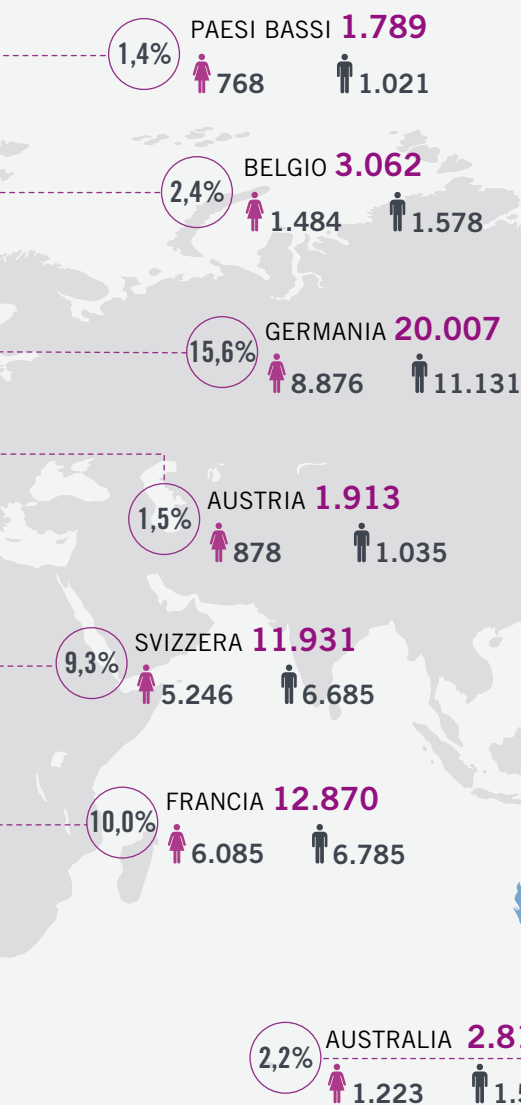 PAESI BASSI 1.789
1,4%
768 1.021
BELGIO 3.062
2,4%
1.484 1.578
GERMANIA 20.007
15,6%
8.876 11.131
AUSTRIA 1.913
1,5%
878 1.035
SVIZZERA 11.931
9,3%
5.246 6.685
FRANCIA 12.870
10,0%
6.085 6.785
AUSTRALIA
2,2%
1.223